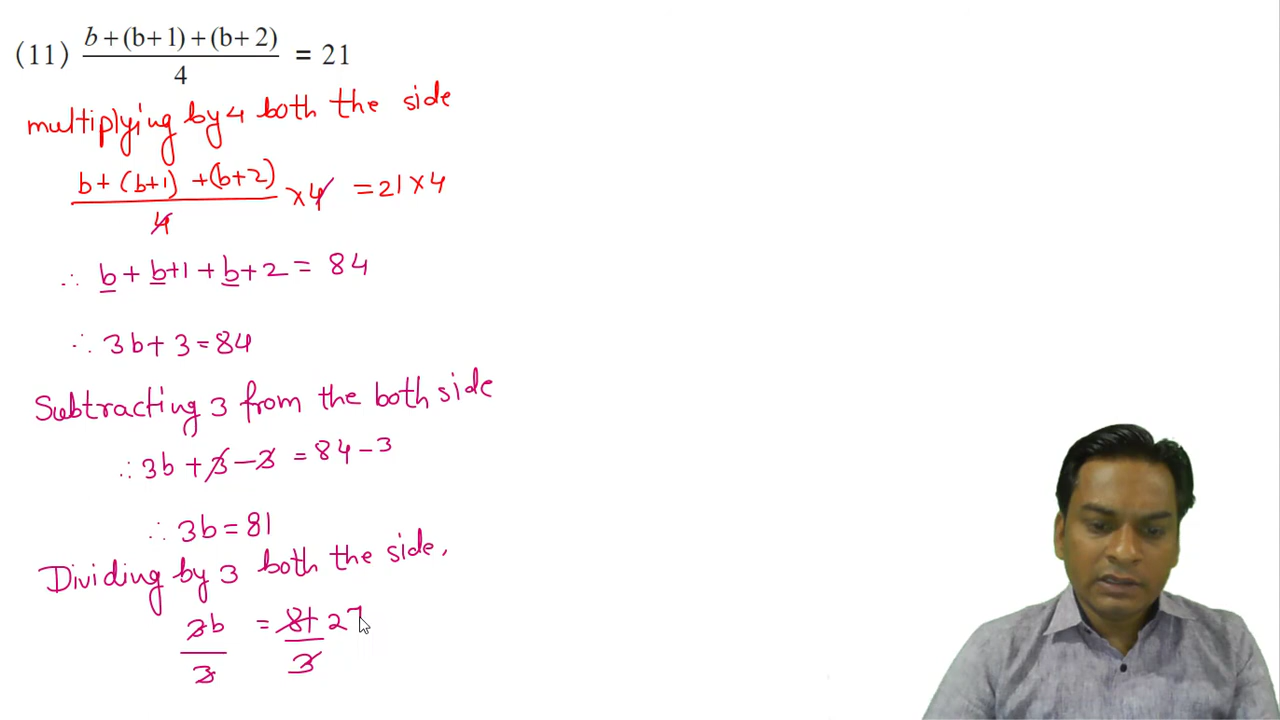 (11) b + (b+1) + (b+2) / 4 = 21
multiplying by 4 both the side
b + (b+1) + (b+2) / 4 × 4 = 21 × 4
∴ b + b+1 + b+2 = 84
∴ 3b + 3 = 84
Subtracting 3 from the both side
∴ 3b + 3 - 3 = 84 - 3
∴ 3b = 81
Dividing by 3 both the side,
3b / 3 = 81 / 3 27